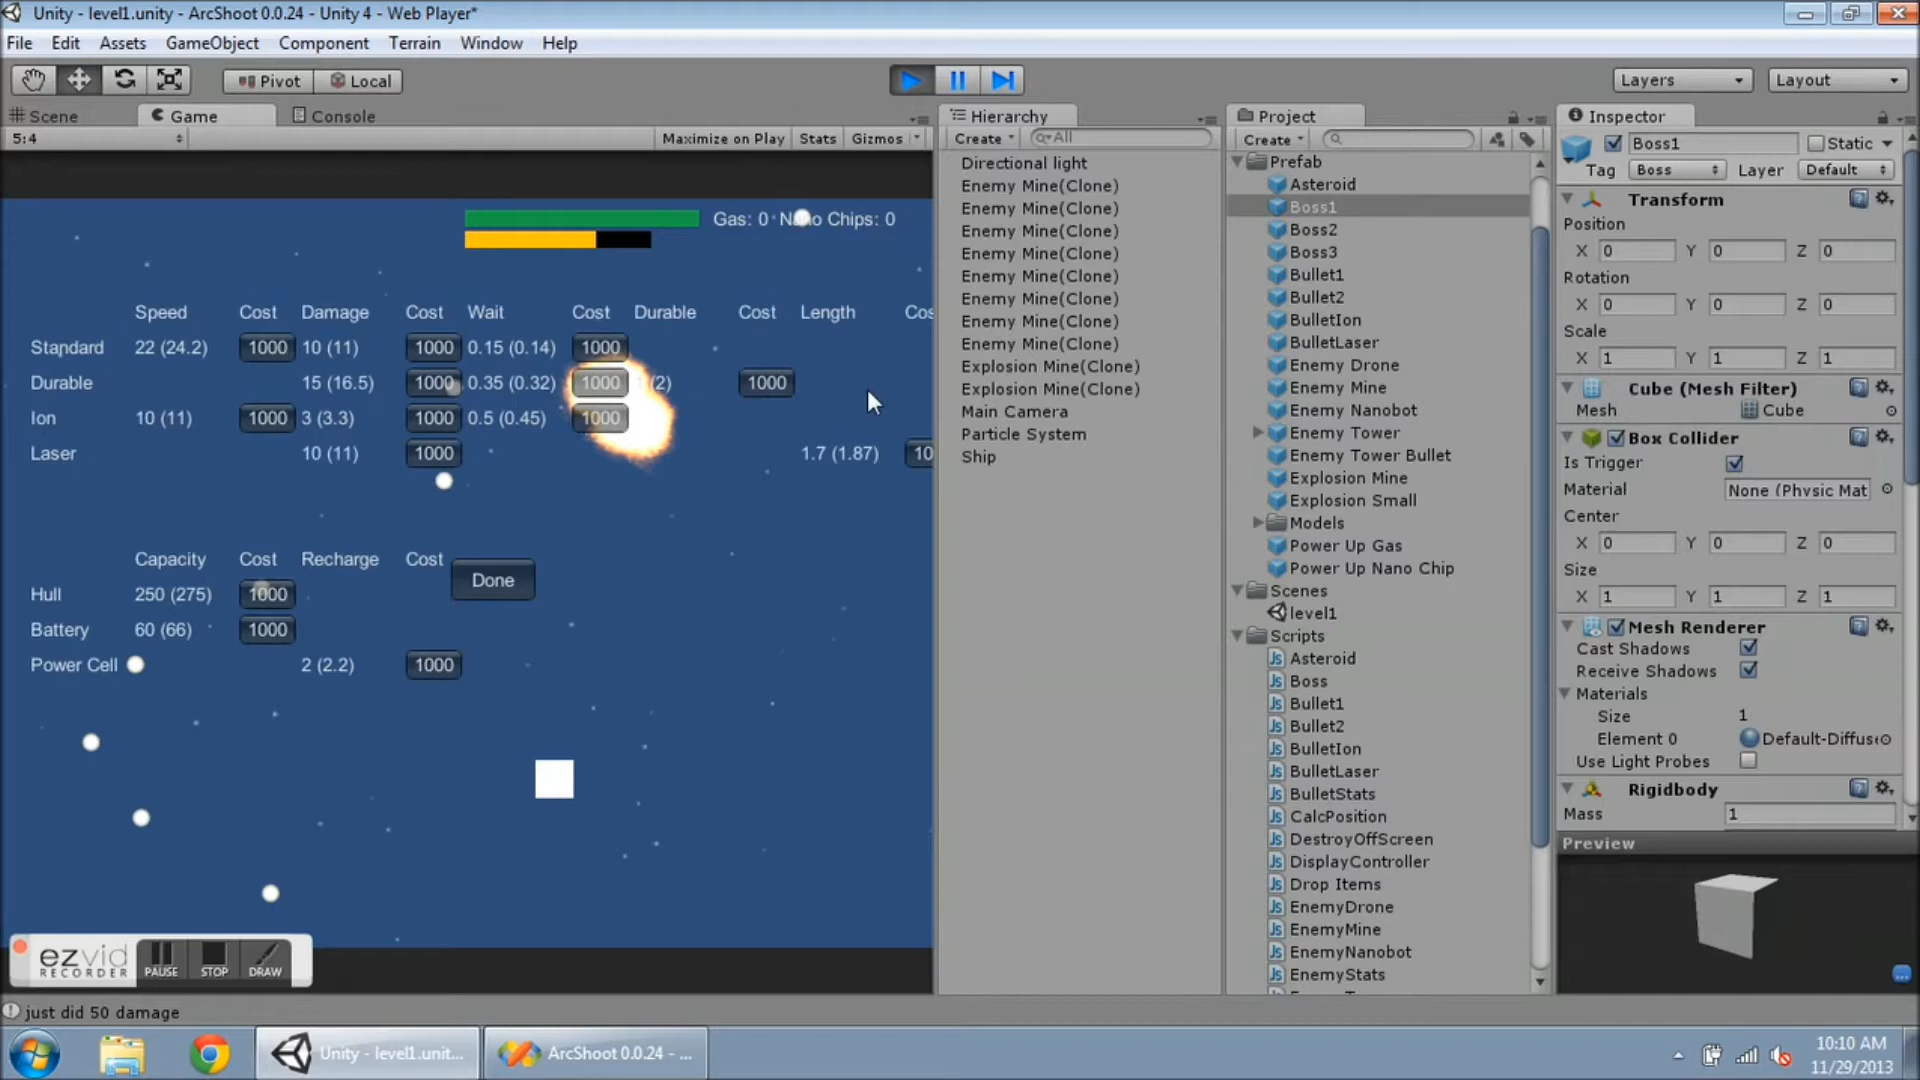 Unity - level1.unity - ArcShoot 0.0.24 - Unity 4 - Web Player*
File Edit Assets GameObject Component Terrain Window Help
Pivot Local Layers Layout
Scene Game Console
5:4 Maximize on Play Stats Gizmos
Gas: 0 Nano Chips: 0
Speed Cost Damage Cost Wait Cost Durable Cost Length Cos
Standard 22 (24.2) 1000 10 (11) 1000 0.15 (0.14) 1000
Durable 15 (16.5) 1000 0.35 (0.32) 1000 (2) 1000
Ion 10 (11) 1000 3 (3.3) 1000 0.5 (0.45) 1000
Laser 10 (11) 1000 1.7 (1.87) 10
Capacity Cost Recharge Cost
Done
Hull 250 (275) 1000
Battery 60 (66) 1000
Power Cell 2 (2.2) 1000
ezvid
RECORDER
PAUSE STOP DRAW
just did 50 damage
Hierarchy
Create All
Directional light
Enemy Mine(Clone)
Enemy Mine(Clone)
Enemy Mine(Clone)
Enemy Mine(Clone)
Enemy Mine(Clone)
Enemy Mine(Clone)
Enemy Mine(Clone)
Enemy Mine(Clone)
Explosion Mine(Clone)
Explosion Mine(Clone)
Main Camera
Particle System
Ship
Project
Create
Prefab
Asteroid
Boss1
Boss2
Boss3
Bullet1
Bullet2
BulletIon
BulletLaser
Enemy Drone
Enemy Mine
Enemy Nanobot
Enemy Tower
Enemy Tower Bullet
Explosion Mine
Explosion Small
Models
Power Up Gas
Power Up Nano Chip
Scenes
level1
Scripts
Asteroid
Boss
Bullet1
Bullet2
BulletIon
BulletLaser
BulletStats
CalcPosition
DestroyOffScreen
DisplayController
Drop Items
EnemyDrone
EnemyMine
EnemyNanobot
EnemyStats
Inspector
Boss1 Static
Tag Boss Layer Default
Transform
Position
X 0 Y 0 Z 0
Rotation
X 0 Y 0 Z 0
Scale
X 1 Y 1 Z 1
Cube (Mesh Filter)
Mesh Cube
Box Collider
Is Trigger
Material None (Physic Mat
Center
X 0 Y 0 Z 0
Size
X 1 Y 1 Z 1
Mesh Renderer
Cast Shadows
Receive Shadows
Materials
Size 1
Element 0 Default-Diffus
Use Light Probes
Rigidbody
Mass 1
Preview
Unity - level1.unit...
ArcShoot 0.0.24 - ...
10:10 AM
11/29/2013